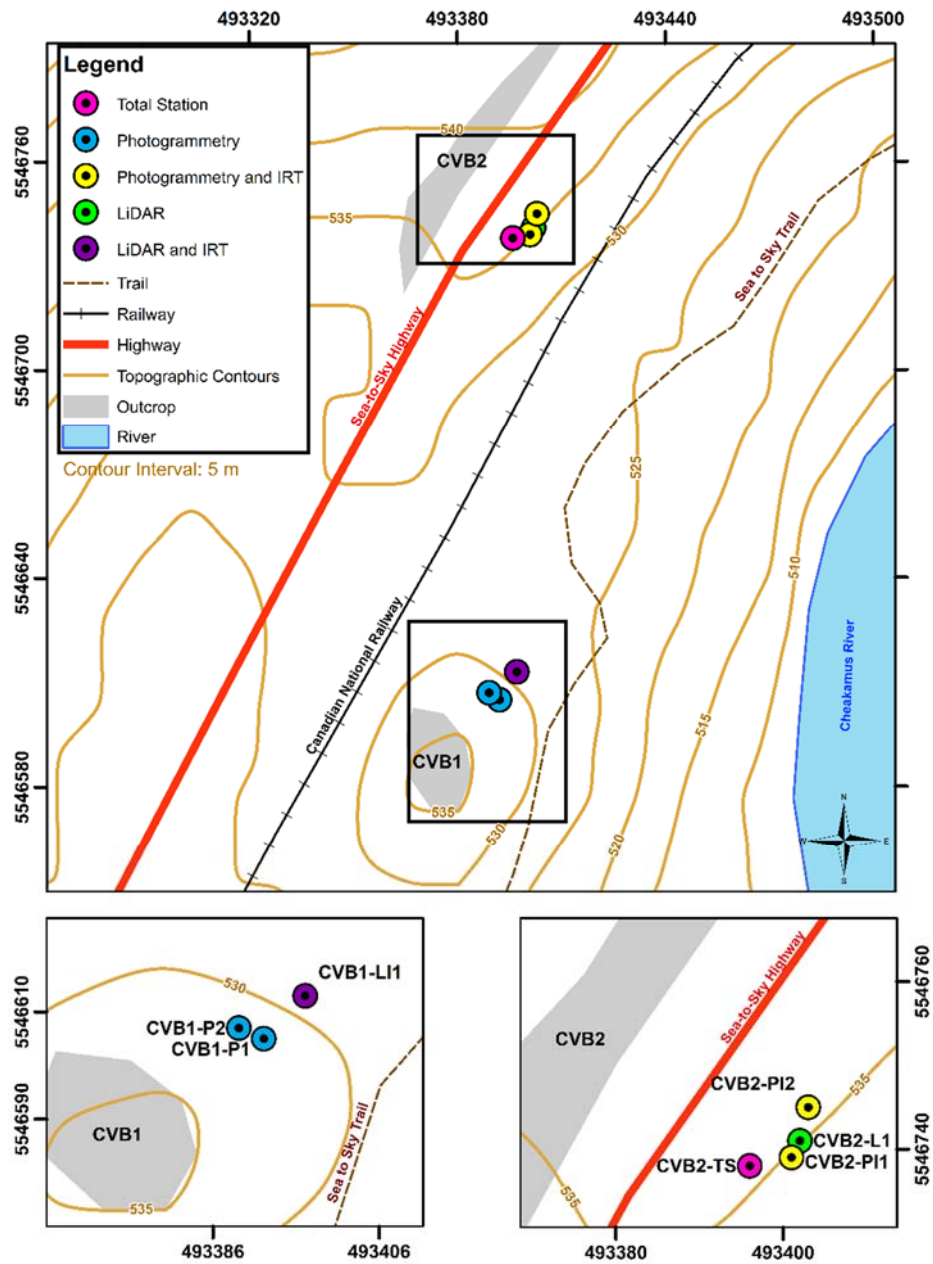 493320 493380 493440 493500
Legend
Total Station
Photogrammetry
Photogrammetry and IRT
LiDAR
LiDAR and IRT
Trail
Railway
Highway
Topographic Contours
Outcrop
River
Contour Interval: 5 m
5546760
5546700
5546640
5546580
540
CVB2
535
530
Sea to Sky Trail
Sea-to-Sky Highway
525
510
Canadian National Railway
Cheakamus River
515
CVB1
535
530
520
N
W E
S
5546610
5546590
530
CVB1-LI1
CVB1-P2
CVB1-P1
CVB1
Sea to Sky Trail
535
493386 493406
Sea-to-Sky Highway
5546760
5546740
CVB2
CVB2-PI2
535
CVB2-L1
CVB2-TS
CVB2-PI1
535
493380 493400